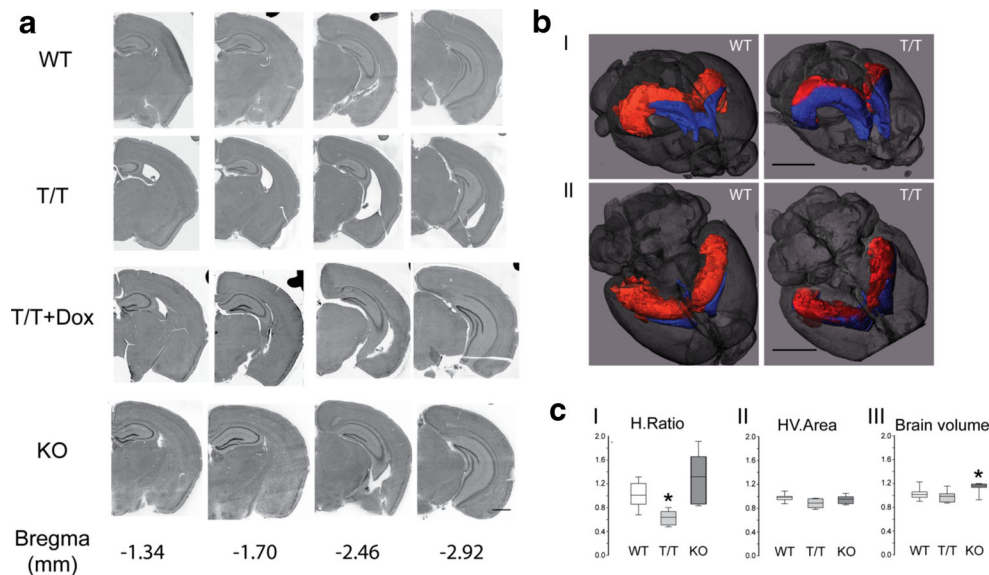 a
WT
T/T
T/T+Dox
KO
Bregma
(mm)
-1.34 -1.70 -2.46 -2.92
b
I
WT T/T
II
WT T/T
c
I H.Ratio
2.0
1.6
1.2
0.8
0.4
0.0
*
WT T/T KO
II HV.Area
2.0
1.6
1.2
0.8
0.4
0.0
WT T/T KO
III Brain volume
2.0
1.6
1.2
0.8
0.4
0.0
*
WT T/T KO